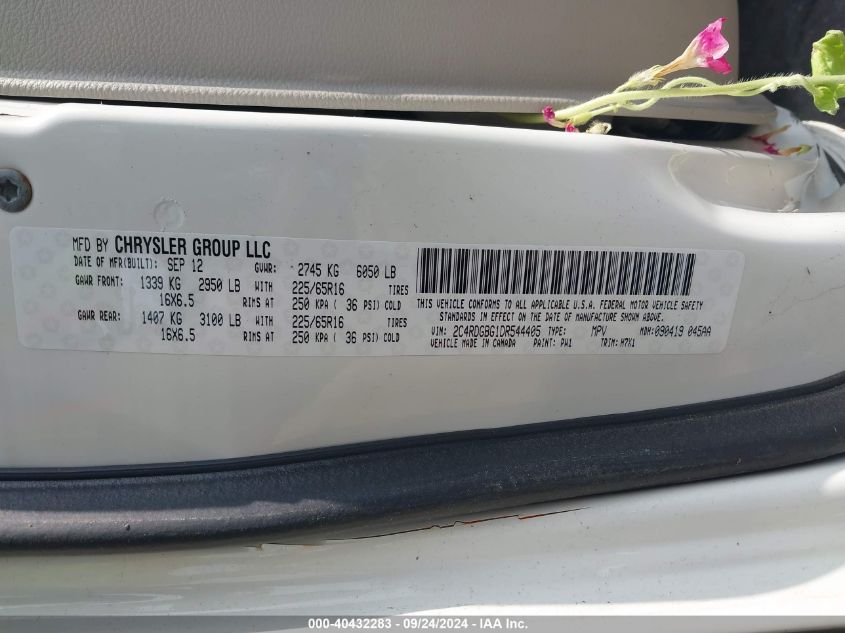 MFD BY CHRYSLER GROUP LLC
DATE OF MFR(BUILT): SEP 12 GVWR: 2745 KG 6050 LB
GAWR FRONT: 1339 KG 2950 LB WITH 225/65R16 TIRES
16X6.5 RIMS AT 250 KPA ( 36 PSI) COLD
GAWR REAR: 1407 KG 3100 LB WITH 225/65R16 TIRES
16X6.5 RIMS AT 250 KPA ( 36 PSI) COLD
THIS VEHICLE CONFORMS TO ALL APPLICABLE U.S.A. FEDERAL MOTOR VEHICLE SAFETY
STANDARDS IN EFFECT ON THE DATE OF MANUFACTURE SHOWN ABOVE.
VIN: 2C4RDGBG1DR544405 TYPE: MPV MDH:090419 045AA
VEHICLE MADE IN CANADA PAINT: PW1 TRIM: H7X1
000-40432283 - 09/24/2024 - IAA Inc.